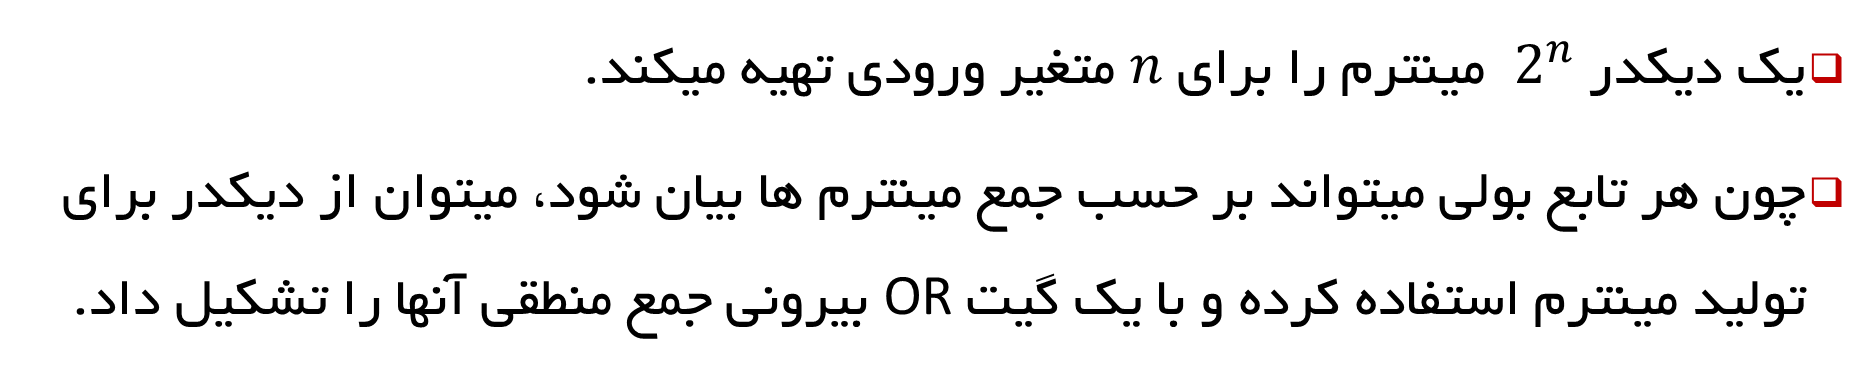 ❑یک دیکدر 2ⁿ مینترم را برای n متغیر ورودی تهیه میکند.
❑چون هر تابع بولی میتواند بر حسب جمع مینترم ها بیان شود، میتوان از دیکدر برای
تولید مینترم استفاده کرده و با یک گیت OR بیرونی جمع منطقی آنها را تشکیل داد.